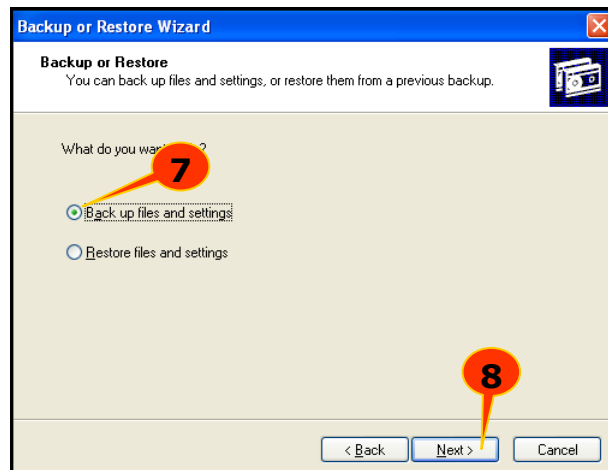 Backup or Restore Wizard
Backup or Restore
You can back up files and settings, or restore them from a previous backup.
What do you want ?
7
Back up files and settings
Restore files and settings
8
< Back Next > Cancel